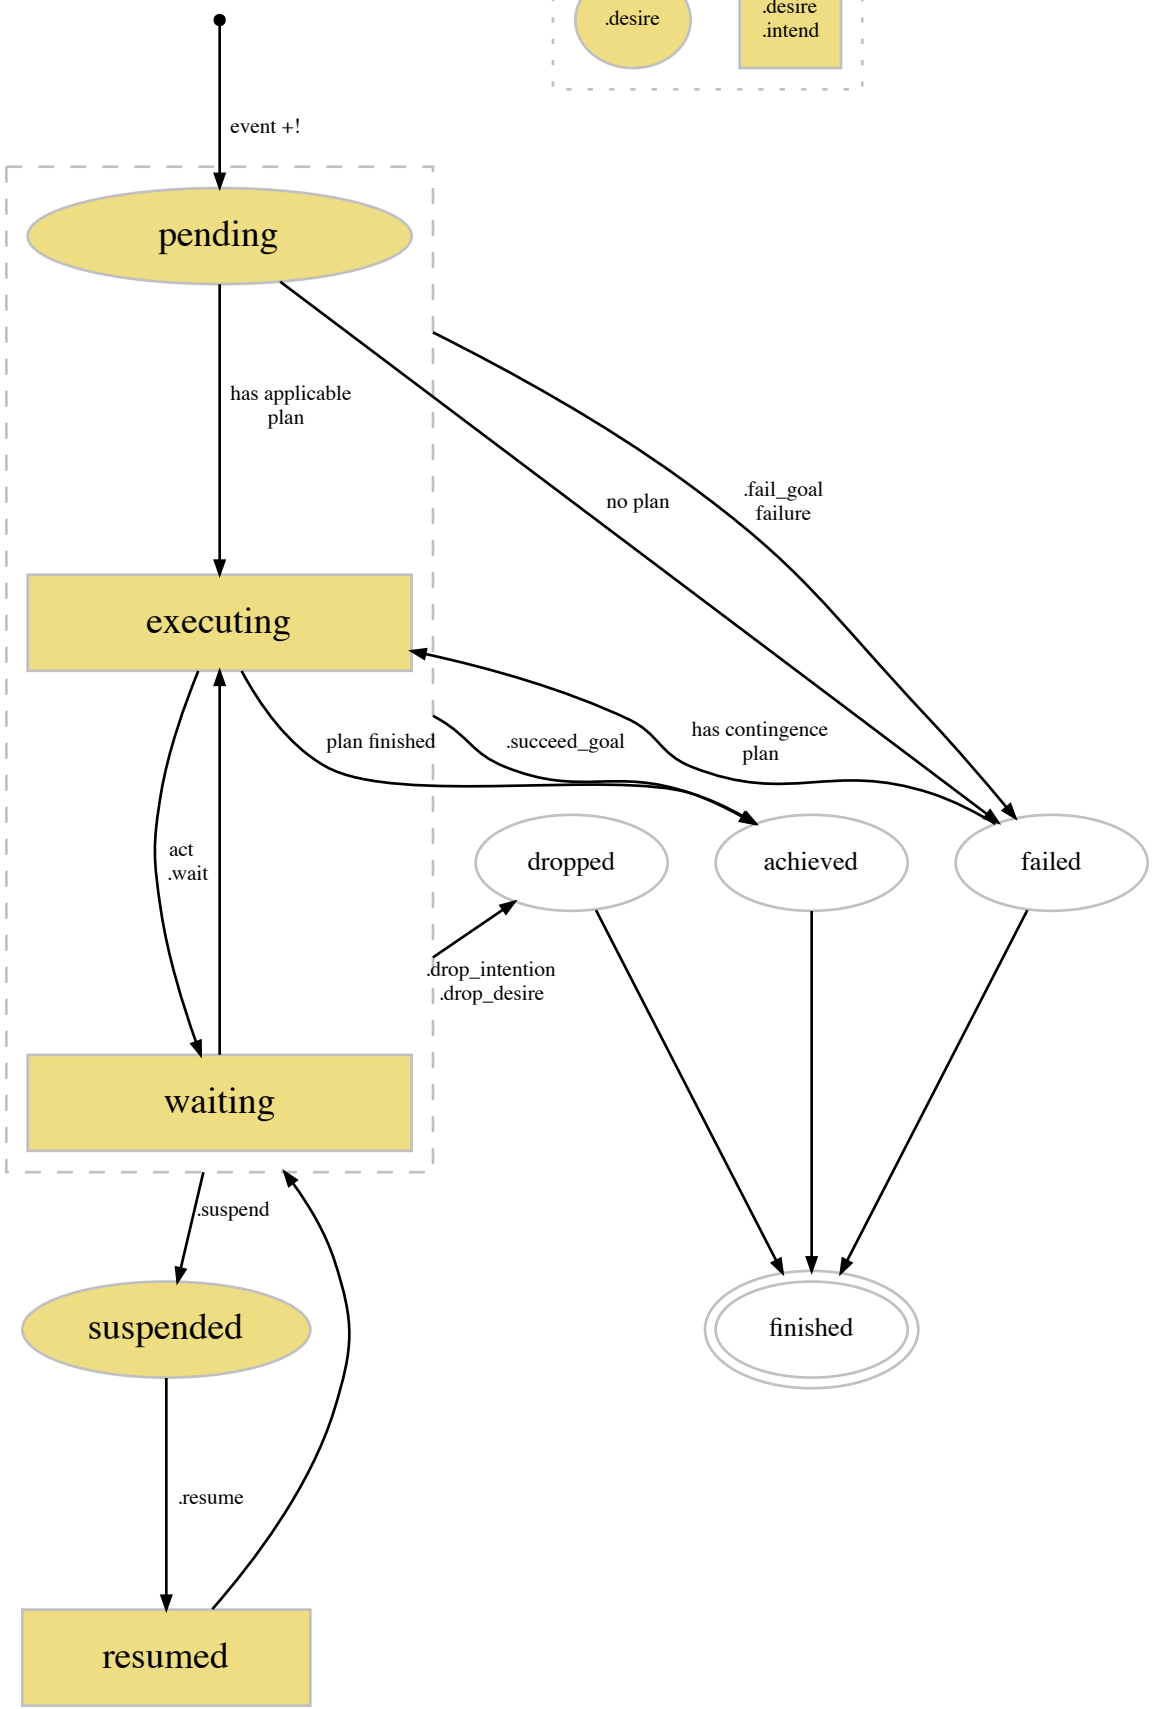 .desire
.desire
.intend
event +!
pending
has applicable
plan
no plan
.fail_goal
failure
executing
plan finished
.succeed_goal
has contingence
plan
act
.wait
dropped
achieved
failed
.drop_intention
.drop_desire
waiting
.suspend
suspended
finished
.resume
resumed